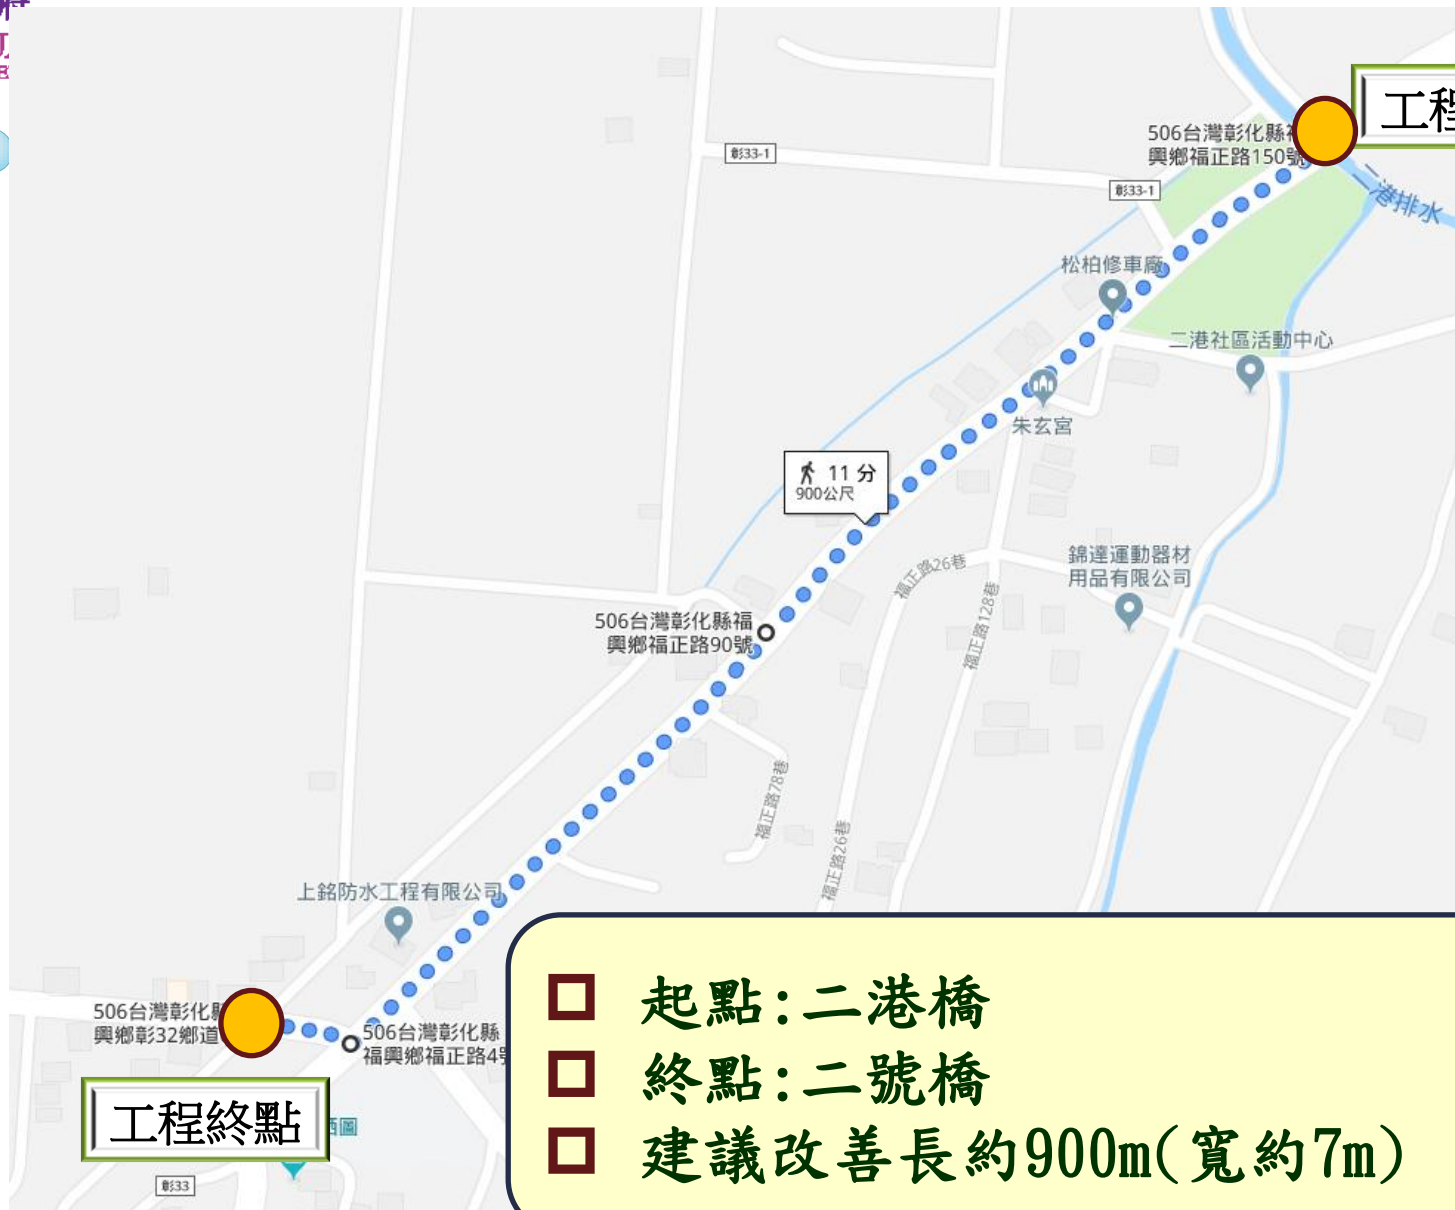 工程
506台灣彰化縣福
興鄉福正路150號
彰33-1
彰33-1
二港排水
松柏修車廠
二港社區活動中心
朱玄宮
11 分
900公尺
福正路26巷
錦達運動器材
用品有限公司
福正路128巷
506台灣彰化縣福
興鄉福正路90號
福正路78巷
福正路26巷
上銘防水工程有限公司
506台灣彰化縣
興鄉彰32鄉道
506台灣彰化縣
福興鄉福正路4號
工程終點
彰33
起點:二港橋
終點:二號橋
建議改善長約900m(寬約7m)